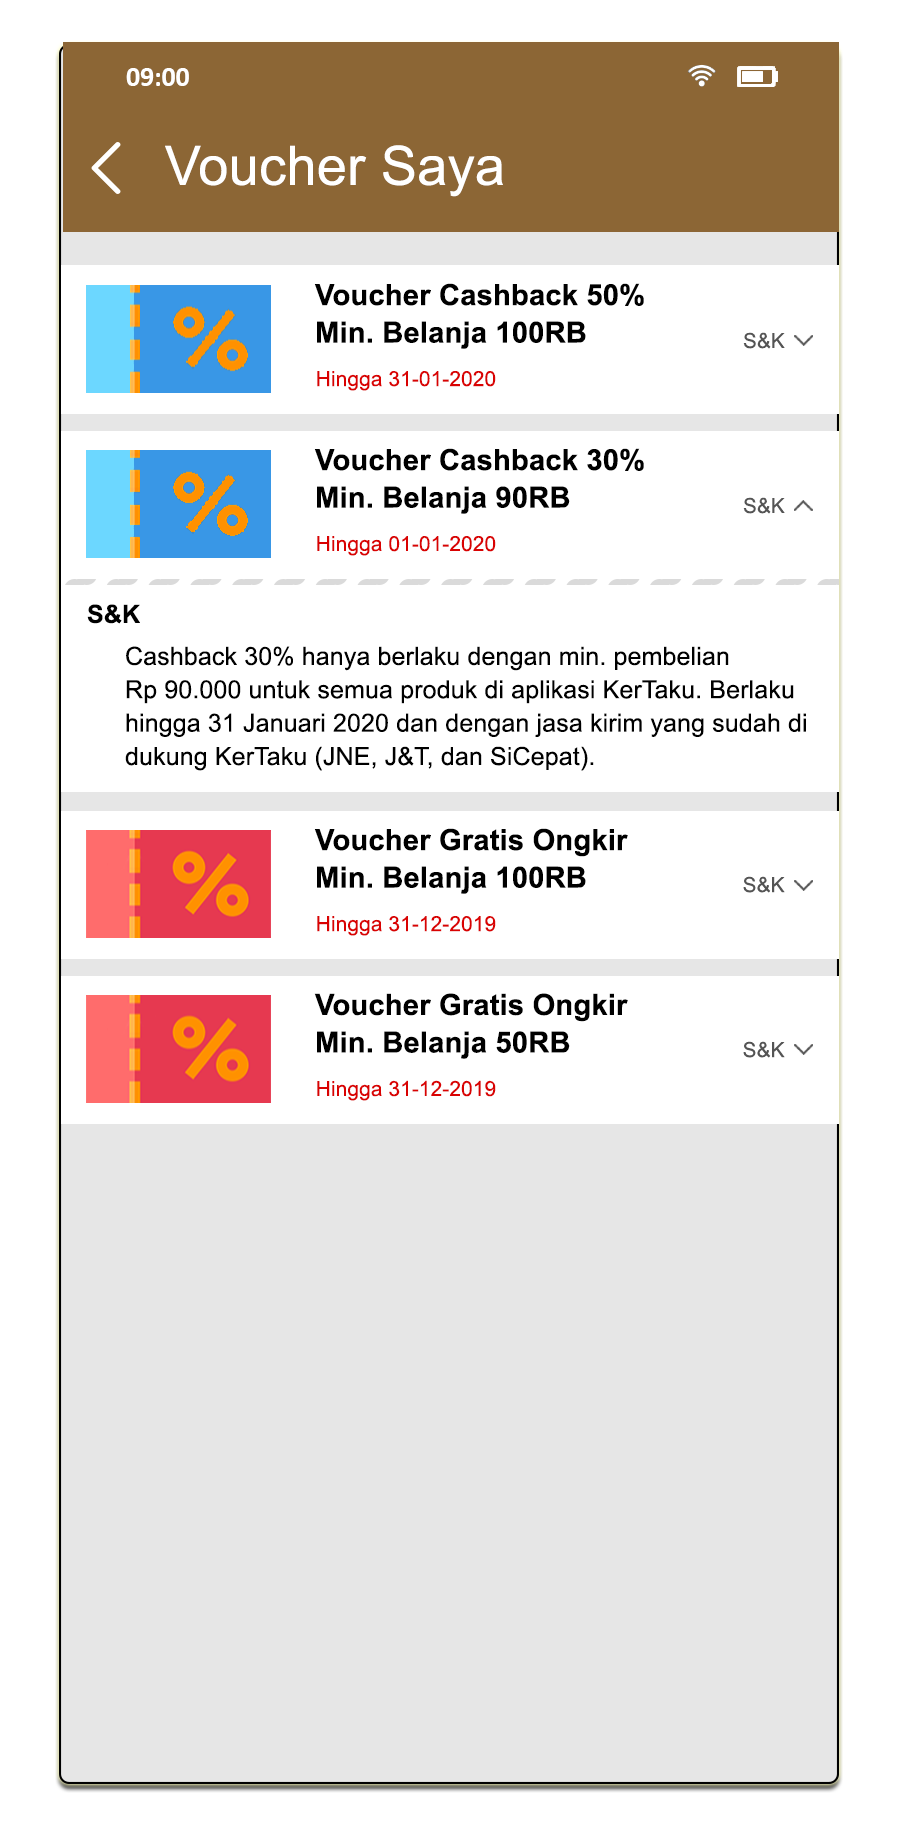 09:00
Voucher Saya
Voucher Cashback 50%
Min. Belanja 100RB
S&K
Hingga 31-01-2020
Voucher Cashback 30%
Min. Belanja 90RB
S&K
Hingga 01-01-2020
S&K
Cashback 30% hanya berlaku dengan min. pembelian
Rp 90.000 untuk semua produk di aplikasi KerTaku. Berlaku
hingga 31 Januari 2020 dan dengan jasa kirim yang sudah di
dukung KerTaku (JNE, J&T, dan SiCepat).
Voucher Gratis Ongkir
Min. Belanja 100RB
S&K
Hingga 31-12-2019
Voucher Gratis Ongkir
Min. Belanja 50RB
S&K
Hingga 31-12-2019